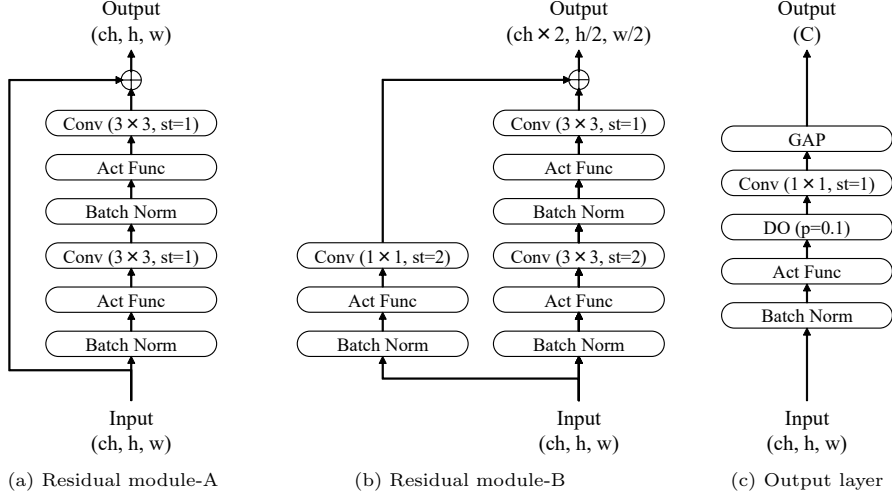 Output
(ch, h, w)
Conv (3×3, st=1)
Act Func
Batch Norm
Conv (3×3, st=1)
Act Func
Batch Norm
Input
(ch, h, w)
(a) Residual module-A
Output
(ch×2, h/2, w/2)
Conv (3×3, st=1)
Act Func
Batch Norm
Conv (1×1, st=2)
Conv (3×3, st=2)
Act Func
Act Func
Batch Norm
Batch Norm
Input
(ch, h, w)
(b) Residual module-B
Output
(C)
GAP
Conv (1×1, st=1)
DO (p=0.1)
Act Func
Batch Norm
Input
(ch, h, w)
(c) Output layer